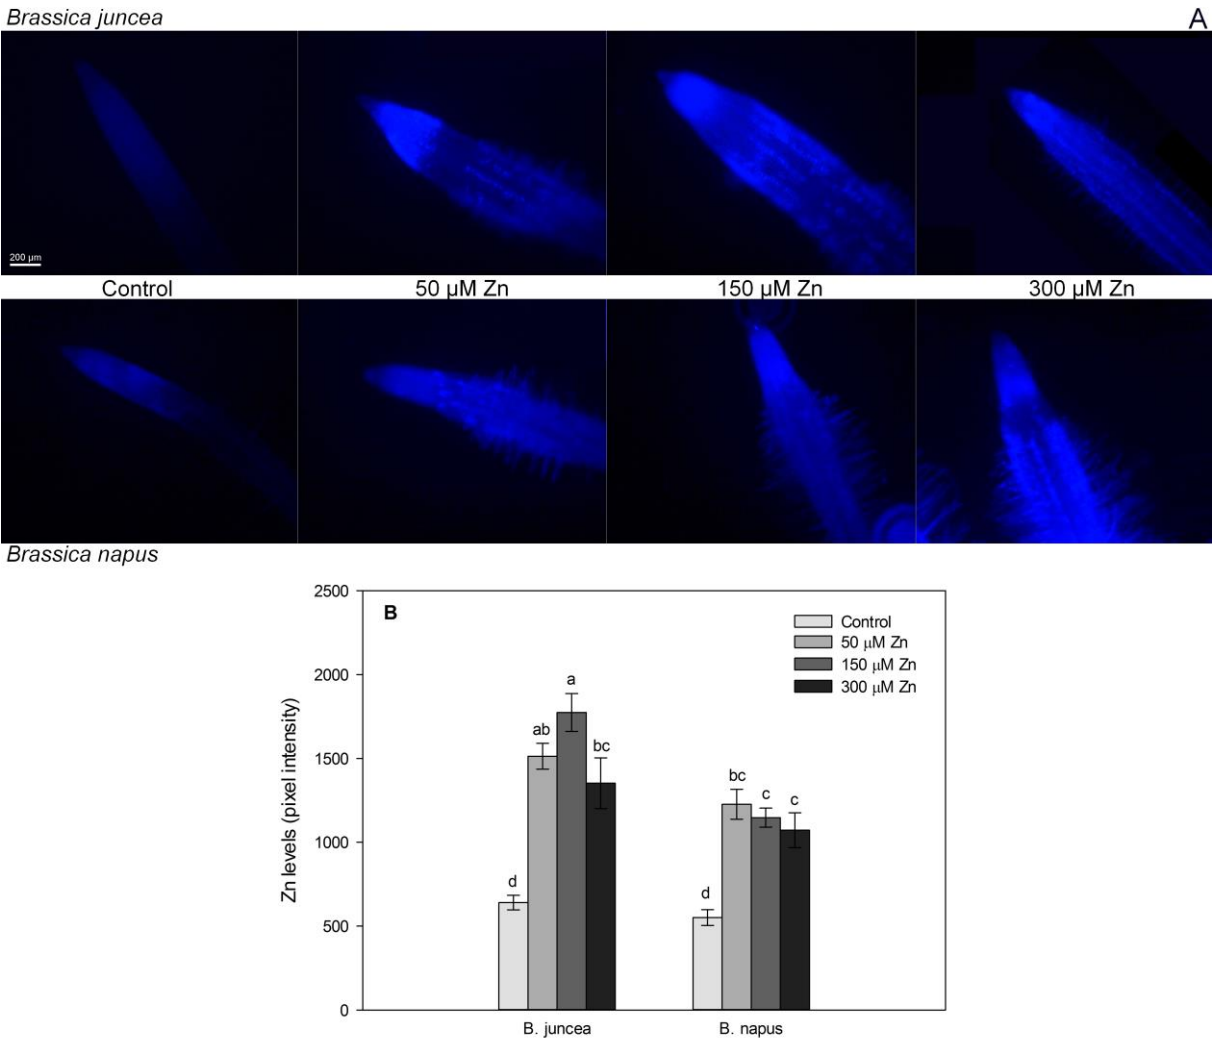 Brassica juncea
A
200 µm
Control
50 µM Zn
150 µM Zn
300 µM Zn
Brassica napus
B
Zn levels (pixel intensity)
2500
2000
1500
1000
500
0
Control
50 µM Zn
150 µM Zn
300 µM Zn
d
ab
a
bc
d
bc
c
c
B. juncea
B. napus